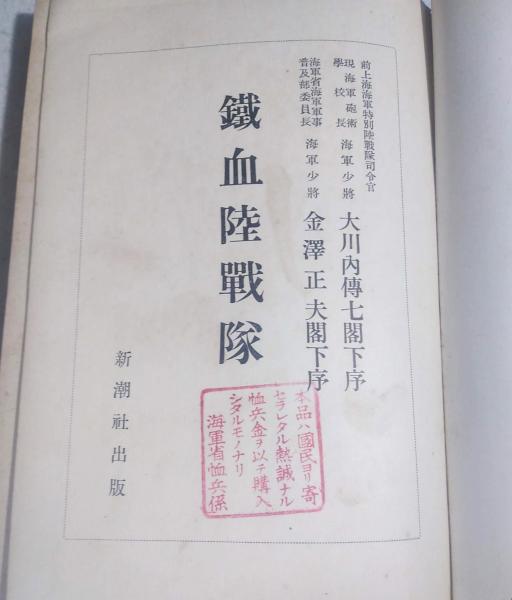 前上海海軍特別陸戰隊司令官
現海軍砲術學校長 海軍少將 大川內傳七閣下序
海軍省海軍軍事普及部委員長 海軍少將 金澤正夫閣下序
鐵血陸戰隊
新潮社出版
本品ハ國民ヨリ寄
セラレタル熱誠ナル
恤兵金ヲ以テ購入
シタルモノナリ
海軍省恤兵係